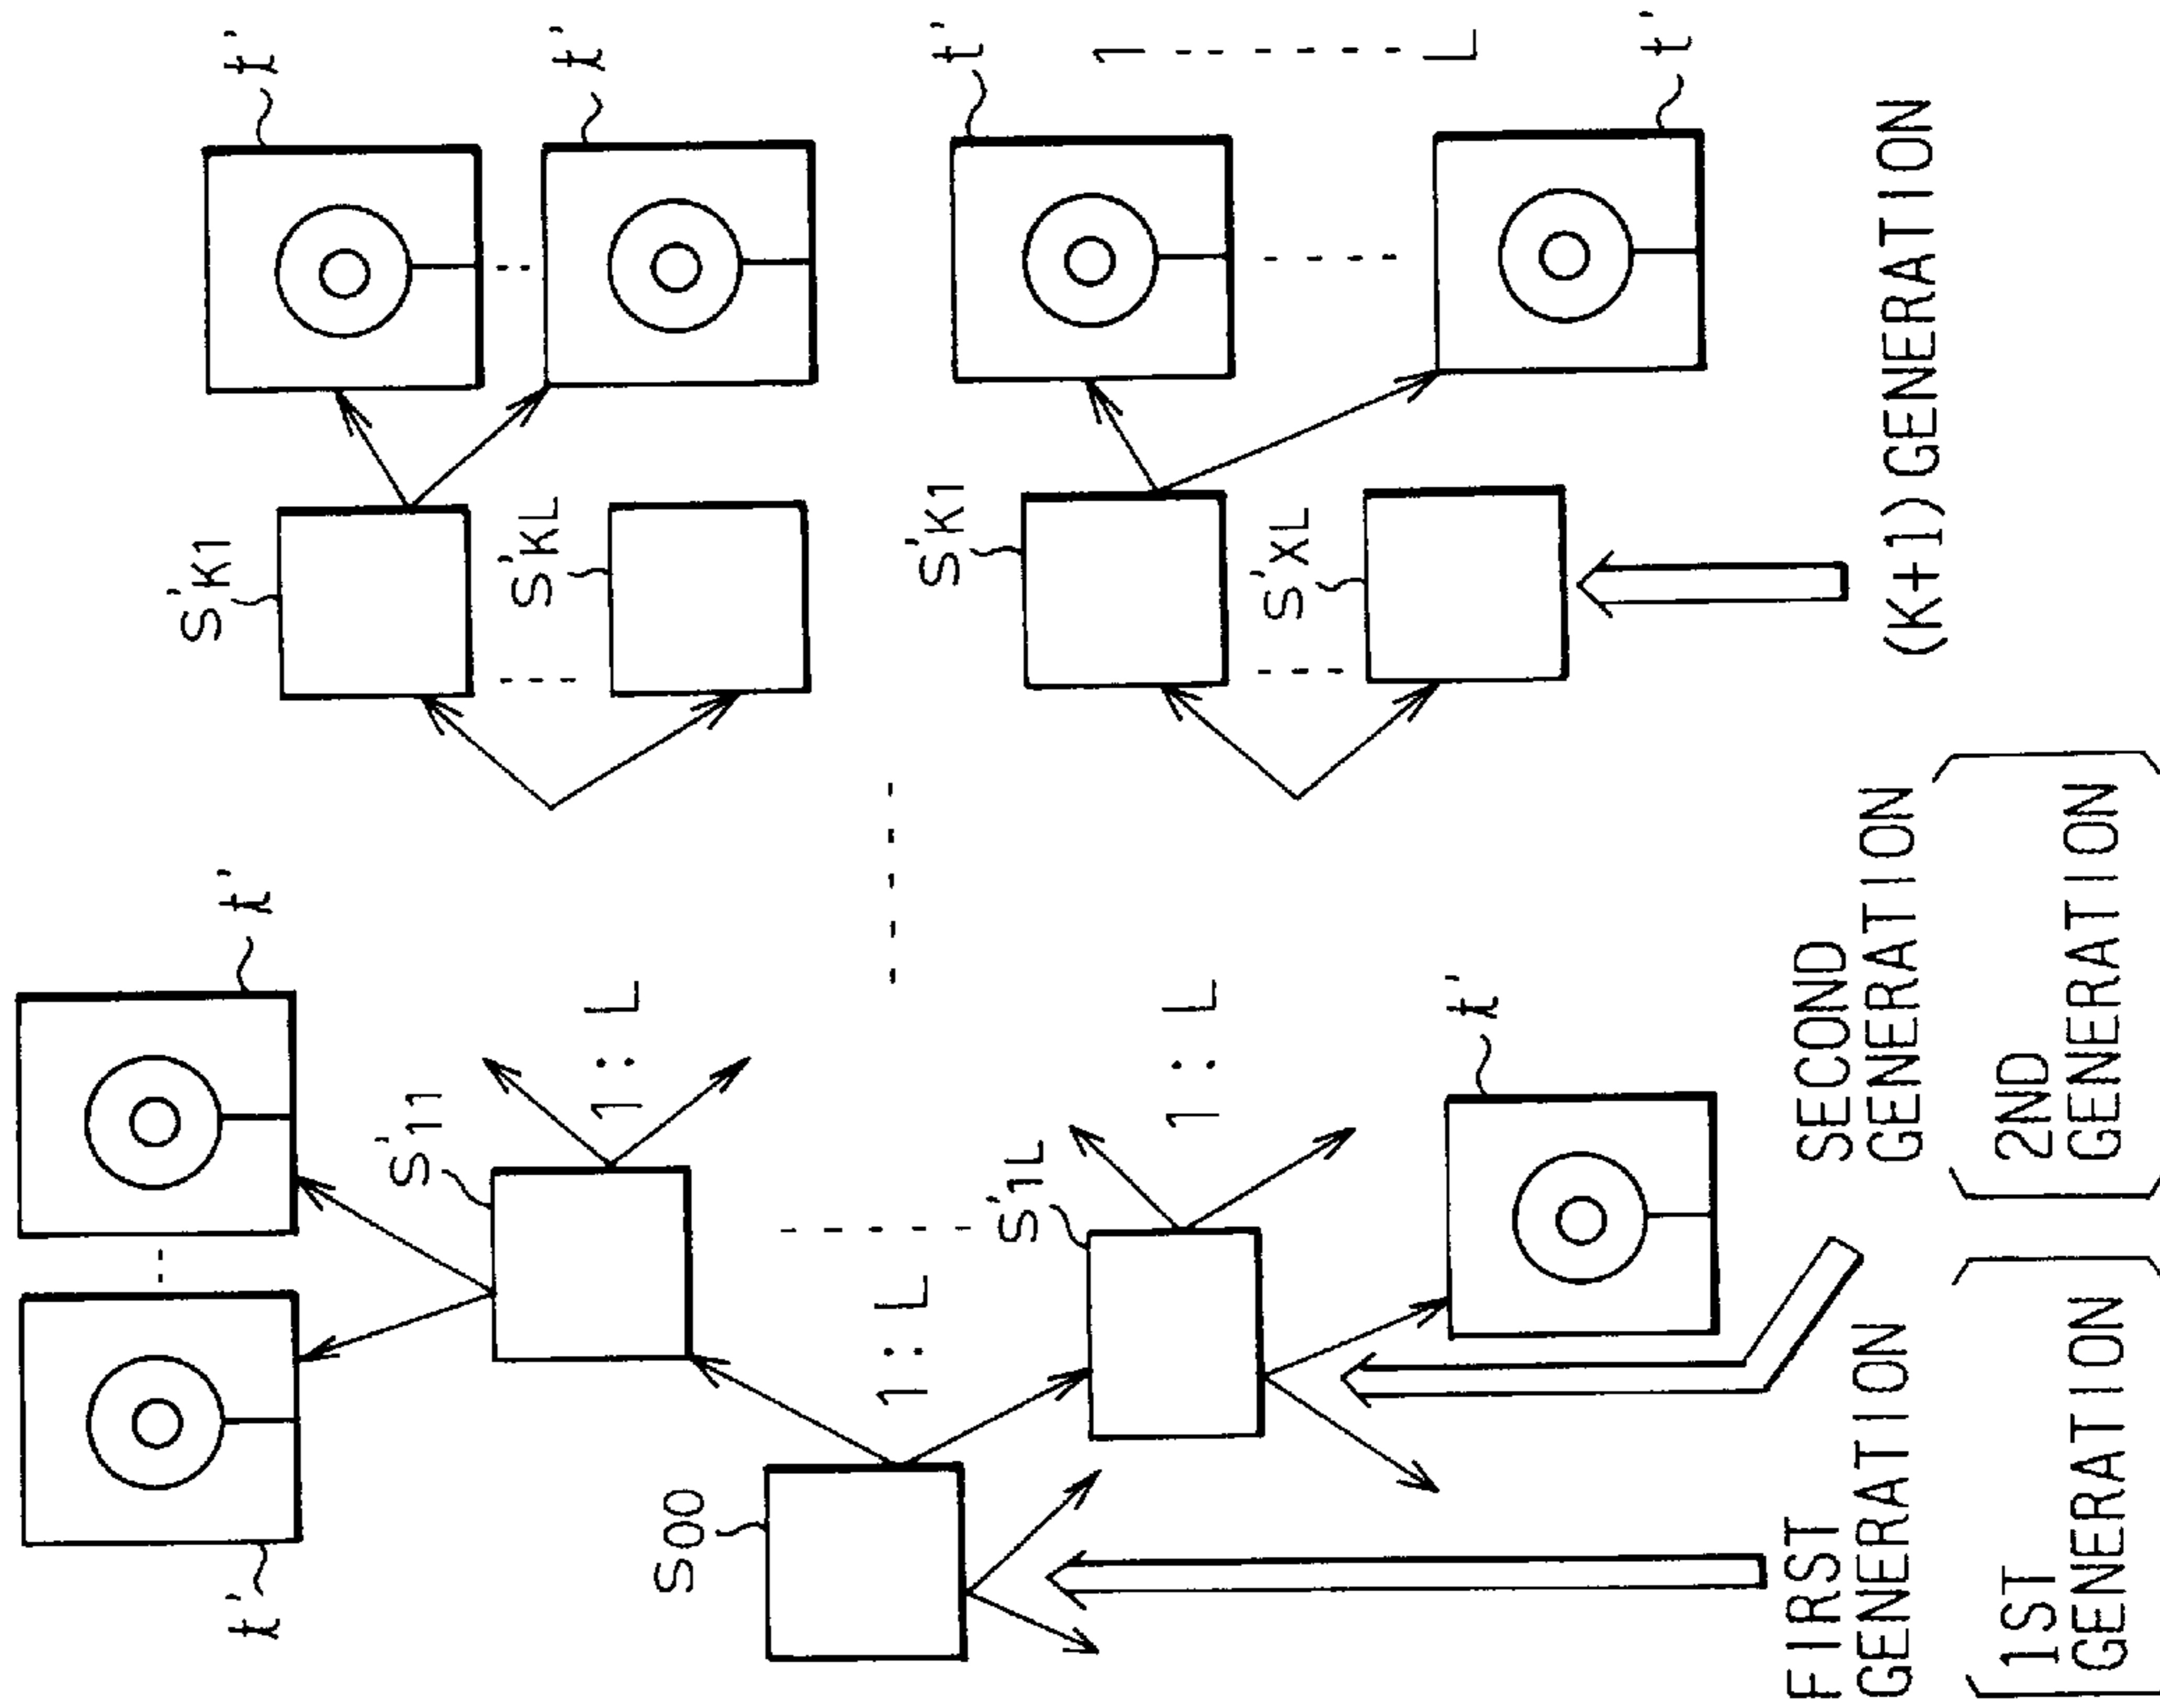 t'
t'
S'K1
t'
S'11
1:L
S'KL
t'
S00
1:L
S'K1
t'
S'1L
1:L
S'XL
1
L
t'
t'
FIRST
GENERATION
SECOND
GENERATION
(K+1) GENERATION
1ST
GENERATION
2ND
GENERATION